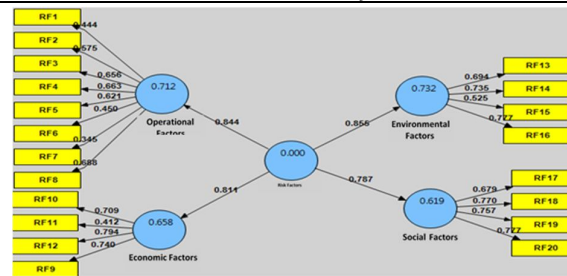 RF1
0.444
RF2
0.575
RF3
0.656
RF4
0.663
RF5
0.621
RF6
0.450
RF7
0.345
RF8
0.688
0.712
Operational
Factors
0.844
RF13
0.694
RF14
0.735
RF15
0.525
RF16
0.777
0.732
Environmental
Factors
0.855
0.000
Risk Factors
0.811
0.787
RF10
0.709
RF11
0.412
RF12
0.794
RF9
0.740
0.658
Economic Factors
RF17
0.679
RF18
0.770
RF19
0.757
RF20
0.777
0.619
Social Factors